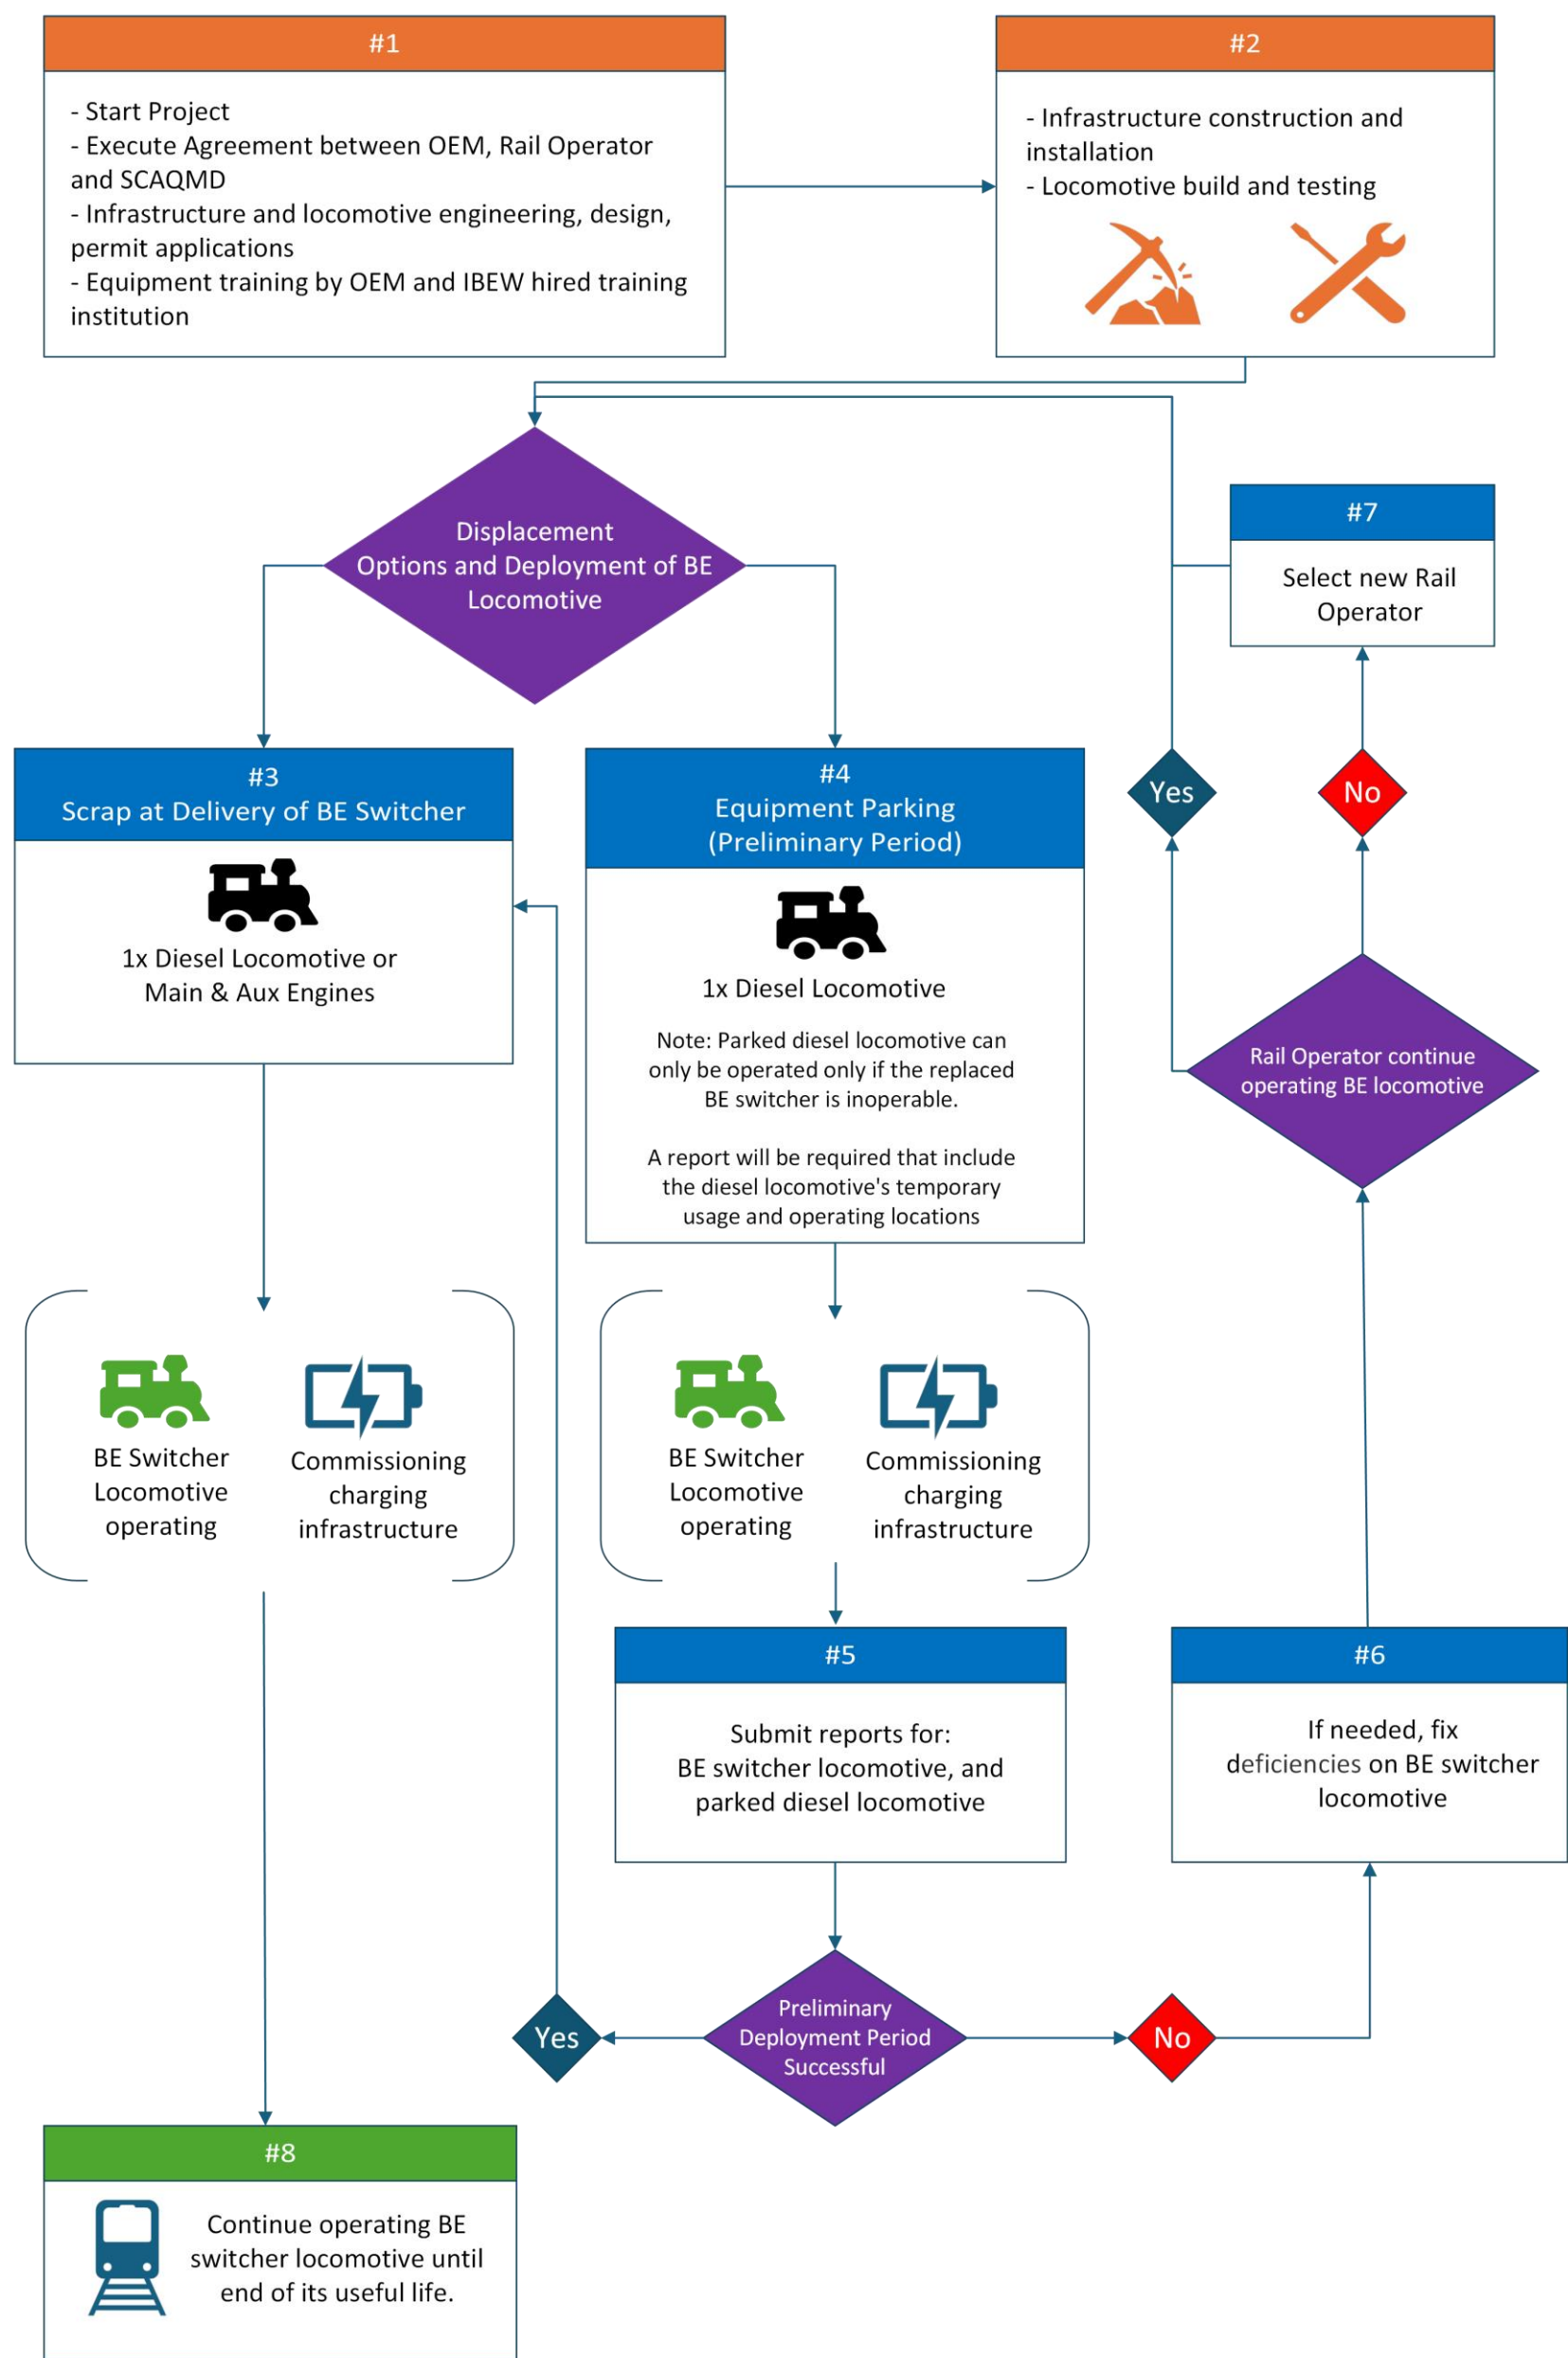 #1
- Start Project
- Execute Agreement between OEM, Rail Operator
and SCAQMD
- Infrastructure and locomotive engineering, design,
permit applications
- Equipment training by OEM and IBEW hired training
institution
#2
- Infrastructure construction and
installation
- Locomotive build and testing
Displacement
Options and Deployment of BE
Locomotive
#7
Select new Rail
Operator
Yes
No
#3
Scrap at Delivery of BE Switcher
1x Diesel Locomotive or
Main & Aux Engines
#4
Equipment Parking
(Preliminary Period)
1x Diesel Locomotive
Note: Parked diesel locomotive can
only be operated only if the replaced
BE switcher is inoperable.
A report will be required that include
the diesel locomotive's temporary
usage and operating locations
Rail Operator continue
operating BE locomotive
BE Switcher
Locomotive
operating
Commissioning
charging
infrastructure
BE Switcher
Locomotive
operating
Commissioning
charging
infrastructure
#5
Submit reports for:
BE switcher locomotive, and
parked diesel locomotive
#6
If needed, fix
deficiencies on BE switcher
locomotive
Yes
Preliminary
Deployment Period
Successful
No
#8
Continue operating BE
switcher locomotive until
end of its useful life.